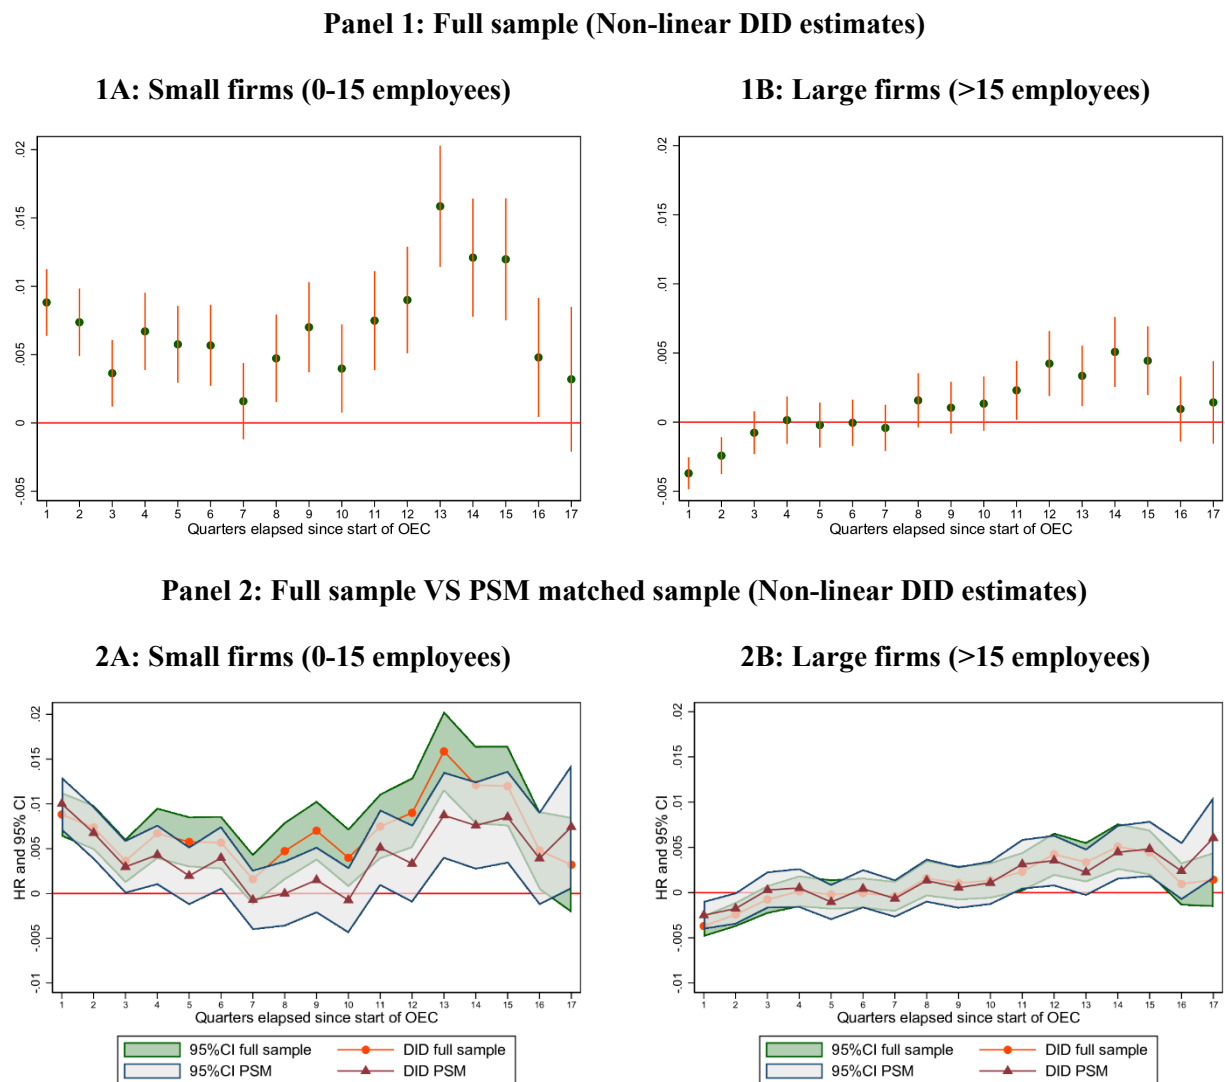 Panel 1: Full sample (Non-linear DID estimates)
1A: Small firms (0-15 employees)
1B: Large firms (>15 employees)
.02
.015
.01
.005
0
-.005
1 2 3 4 5 6 7 8 9 10 11 12 13 14 15 16 17
Quarters elapsed since start of OEC
.02
.015
.01
.005
0
-.005
1 2 3 4 5 6 7 8 9 10 11 12 13 14 15 16 17
Quarters elapsed since start of OEC
Panel 2: Full sample VS PSM matched sample (Non-linear DID estimates)
2A: Small firms (0-15 employees)
2B: Large firms (>15 employees)
HR and 95% CI
.02
.015
.01
.005
0
-.005
-.01
1 2 3 4 5 6 7 8 9 10 11 12 13 14 15 16 17
Quarters elapsed since start of OEC
95%CI full sample DID full sample
95%CI PSM DID PSM
HR and 95% CI
.02
.015
.01
.005
0
-.005
-.01
1 2 3 4 5 6 7 8 9 10 11 12 13 14 15 16 17
Quarters elapsed since start of OEC
95%CI full sample DID full sample
95%CI PSM DID PSM